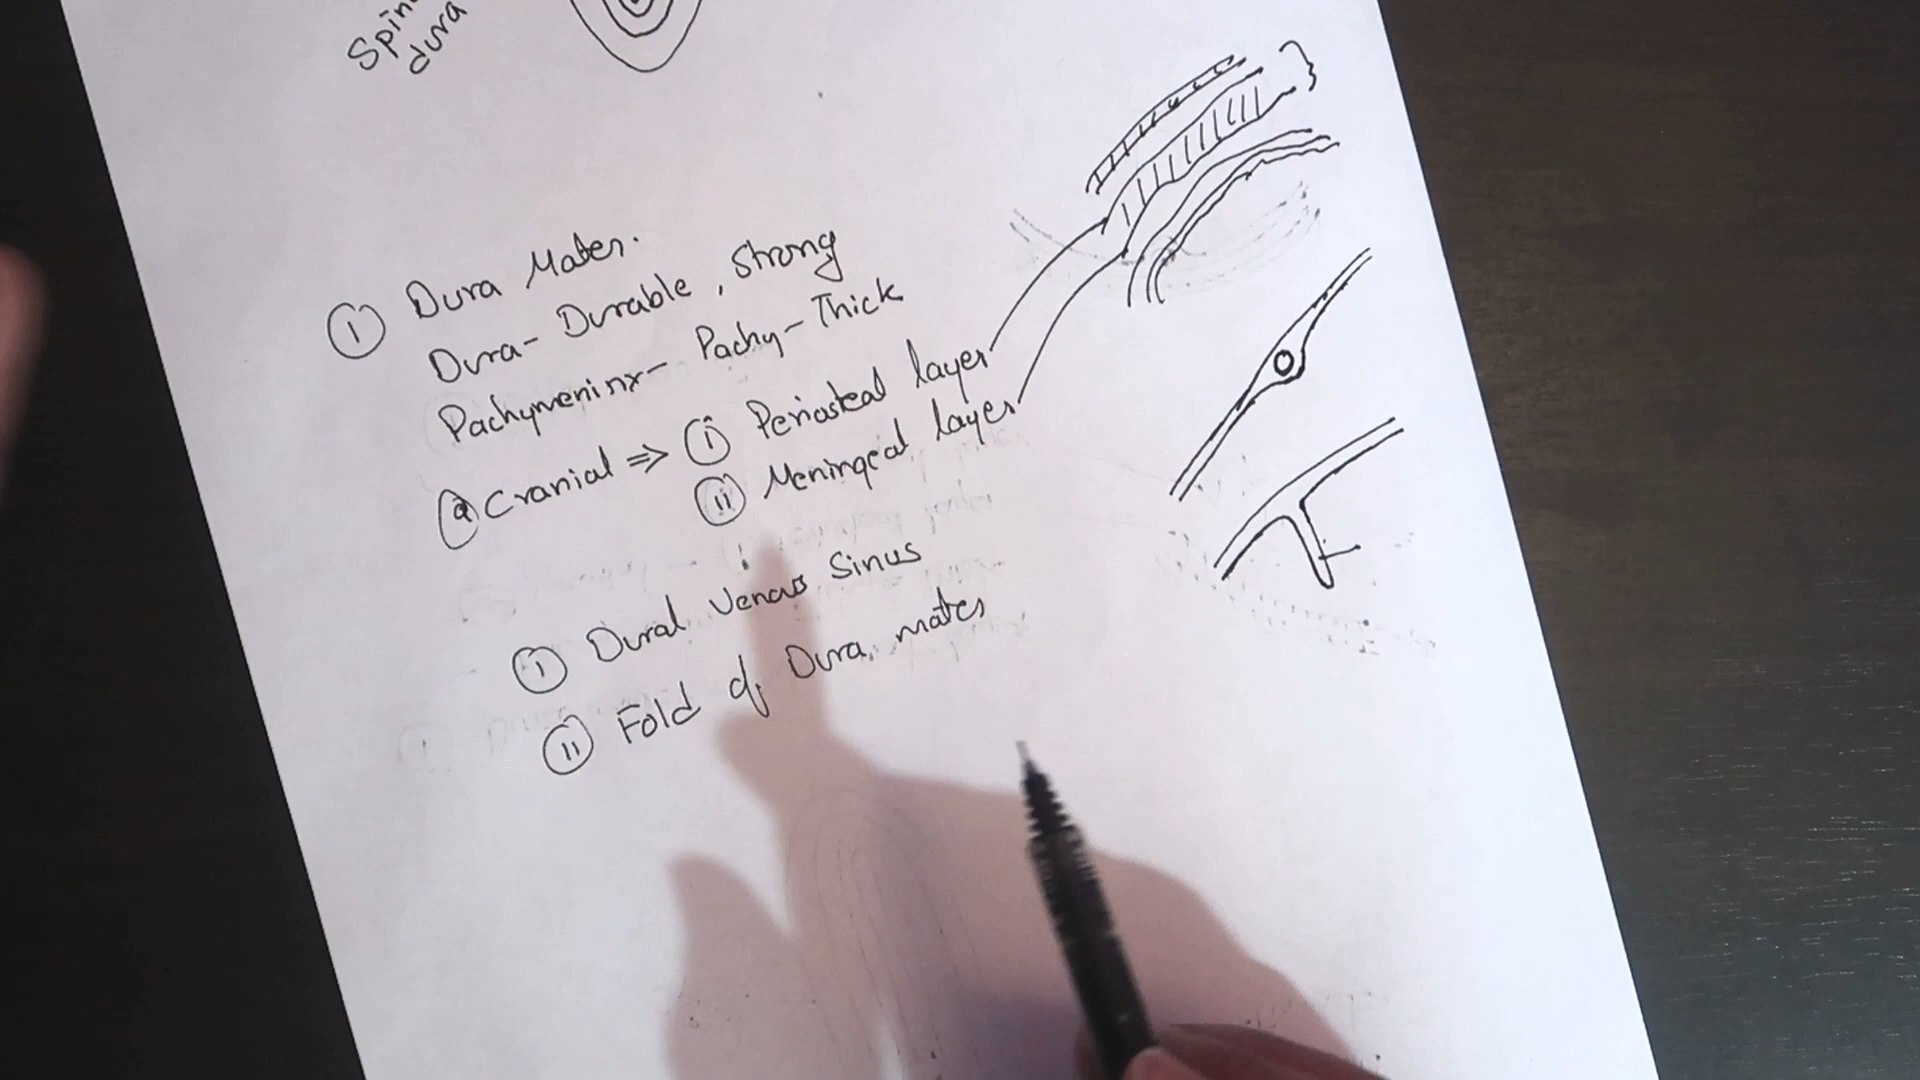 Spin
dura
① Dura Mater.
Dura- Durable, strong
Pachymeninx- Pachy-Thick
ⓐ Cranial ⇒ ⓘ Periosteal layer
ⓘⓘ Meningeal layer
ⓘ Dural Venous Sinus
ⓘⓘ Fold of Dura mater